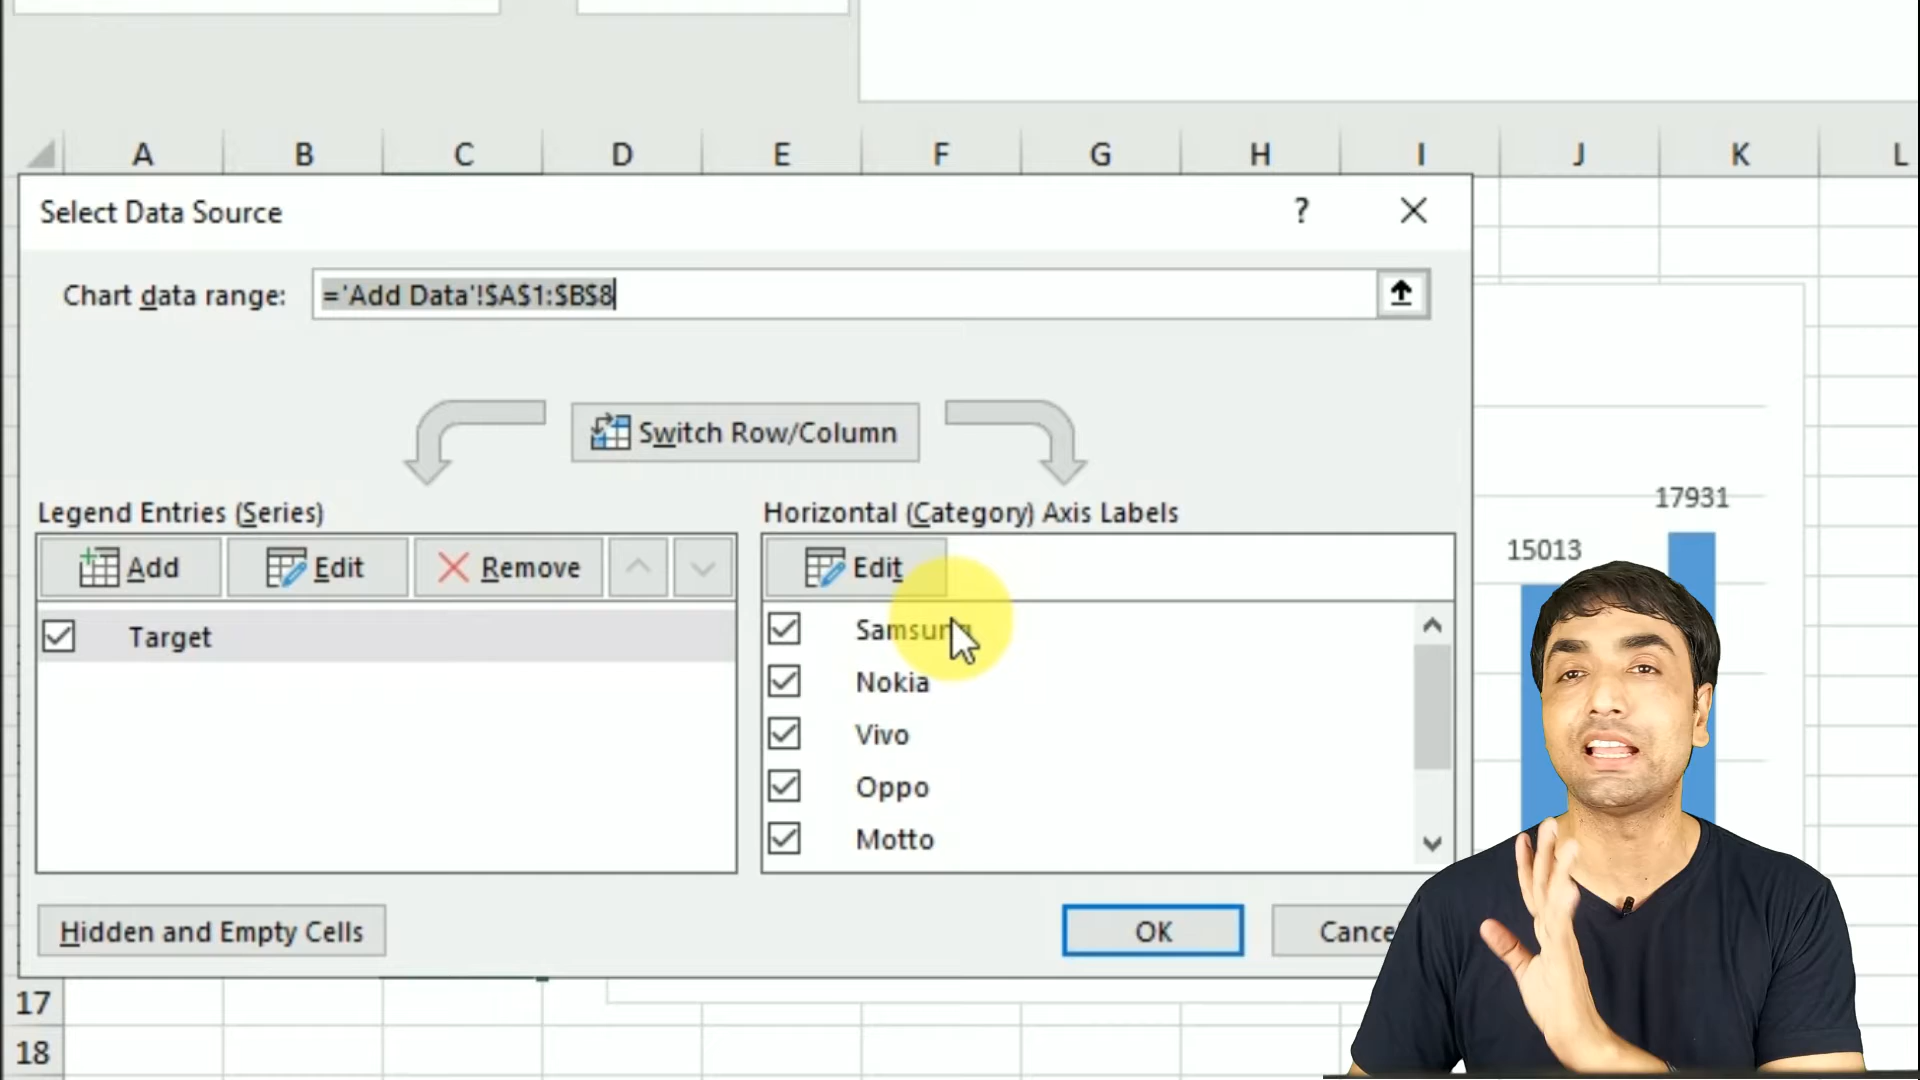 A B C D E F G H I J K L
Select Data Source
?
Chart data range: ='Add Data'!$A$1:$B$8
Switch Row/Column
Legend Entries (Series)
Horizontal (Category) Axis Labels
Add Edit Remove
Edit
Target
Samsung
Nokia
Vivo
Oppo
Motto
Hidden and Empty Cells
OK
Cance
15013
17931
17
18